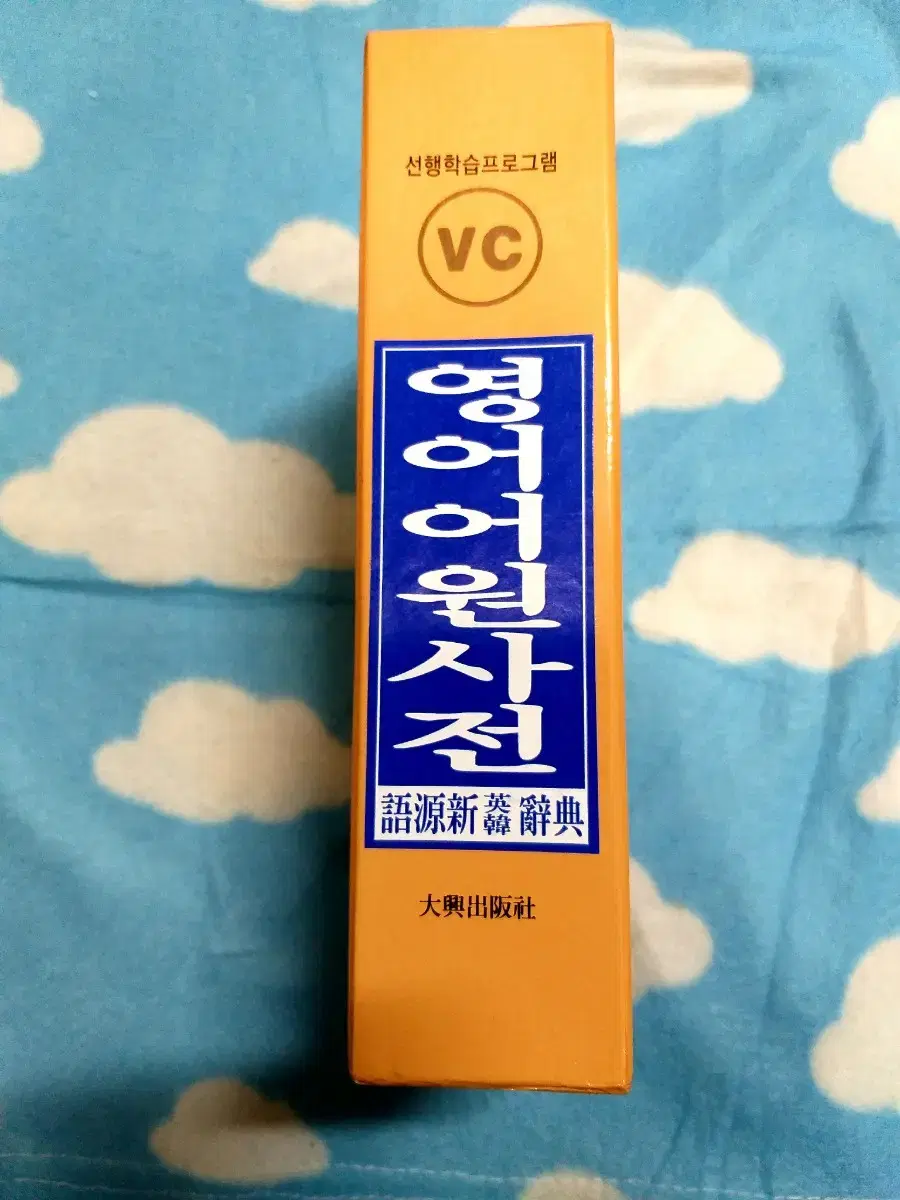 선행학습프로그램
VC
영어어원사전
語源新英韓辭典
大興出阪社